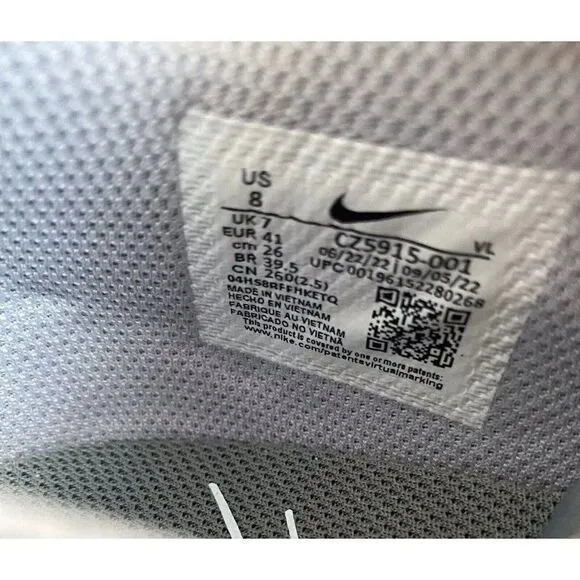 US
8
UK 7
EUR 41
cm 26
BR 39.5
CN 260(2.5)
04HS8RFFHKETQ
MADE IN VIETNAM
HECHO EN VIETNAM
FABRIQUE AU VIETNAM
FABRICADO NO VIETNÃ
This product is covered by one or more patents:
www.nike.com/patentsvirtualmarking
VL
CZ5915-001
06/22/22 | 09/05/22
UPC 00196152280268